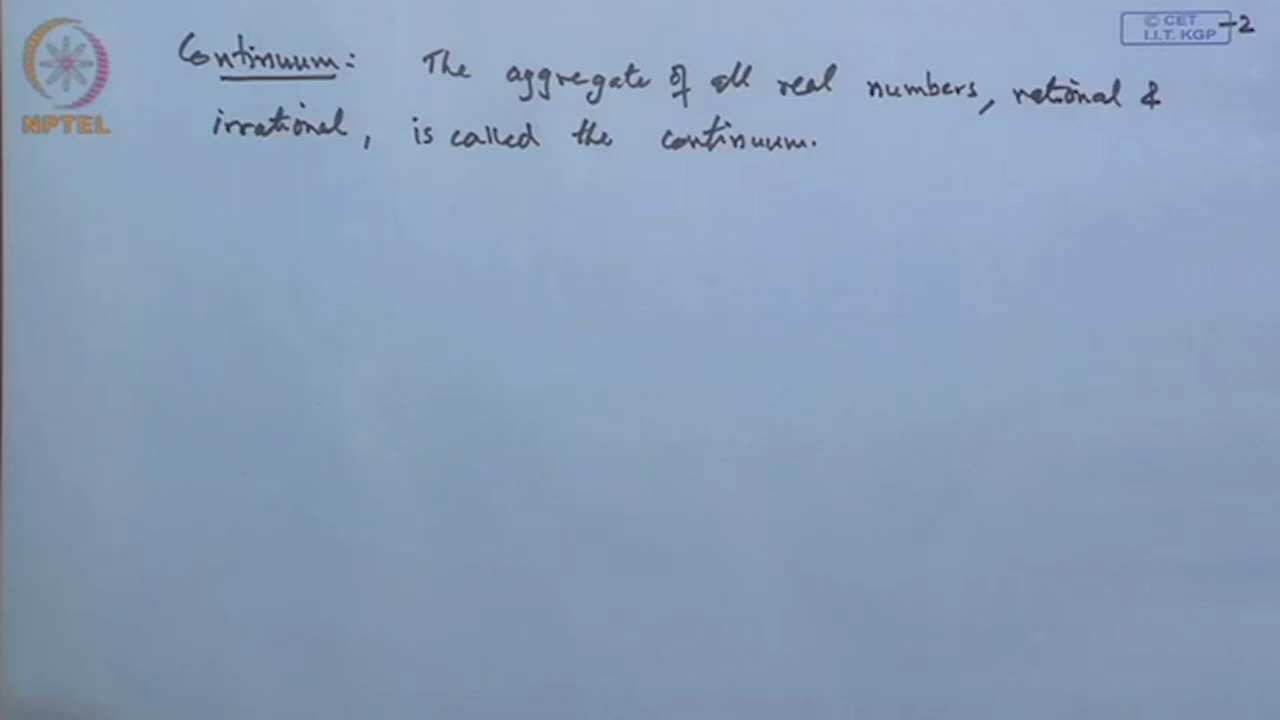 © CET
I.I.T. KGP
-2
Continuum: The aggregate of all real numbers, rational &
irrational, is called the continuum.
NPTEL